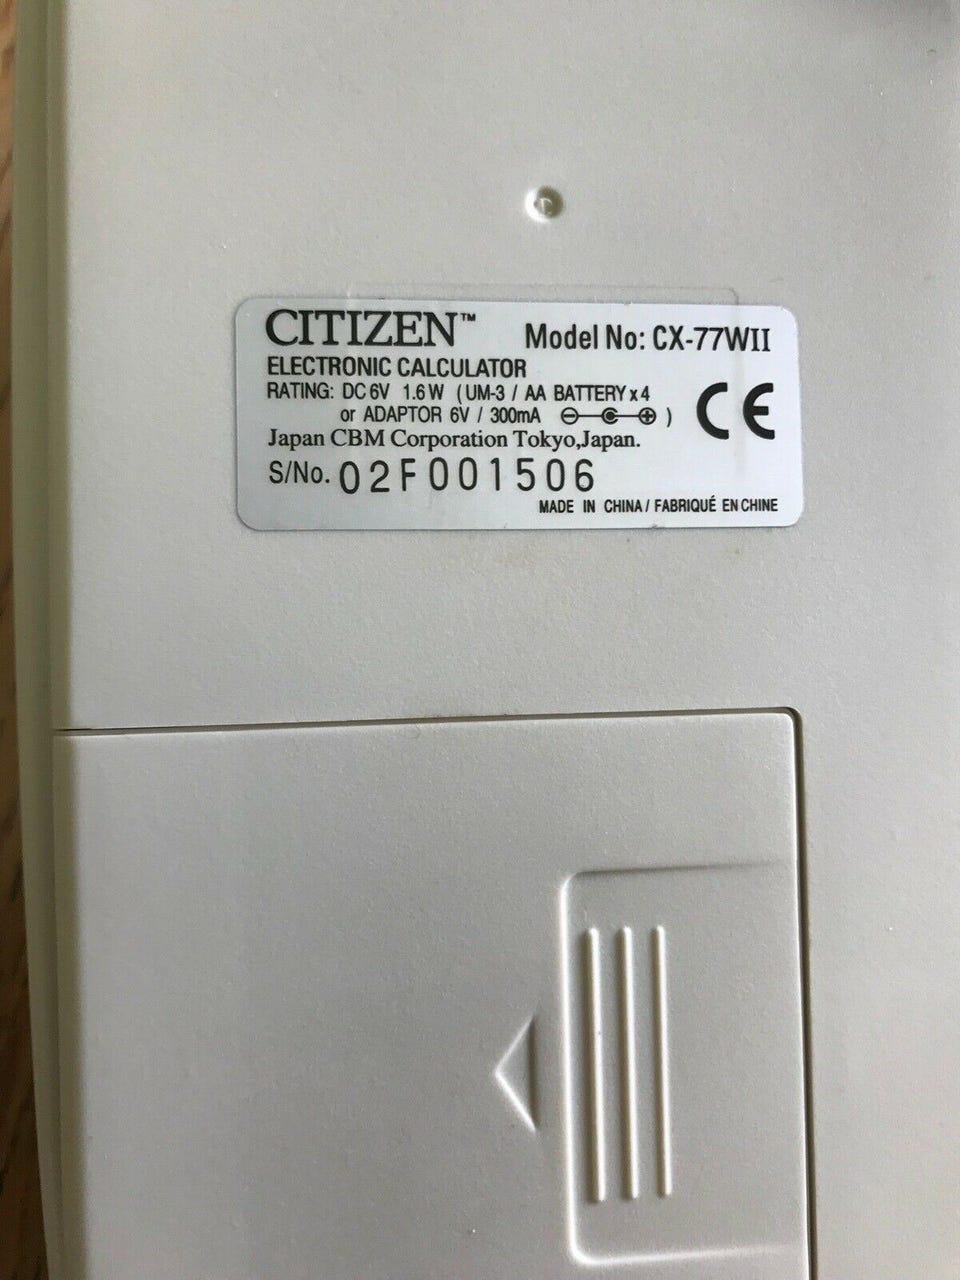 CITIZEN™ Model No: CX-77WII
ELECTRONIC CALCULATOR
RATING: DC 6V 1.6W ( UM-3 / AA BATTERY x 4
or ADAPTOR 6V / 300mA ⊖-C-⊕ )
CE
Japan CBM Corporation Tokyo,Japan.
S/No. 02F001506
MADE IN CHINA / FABRIQUÉ EN CHINE